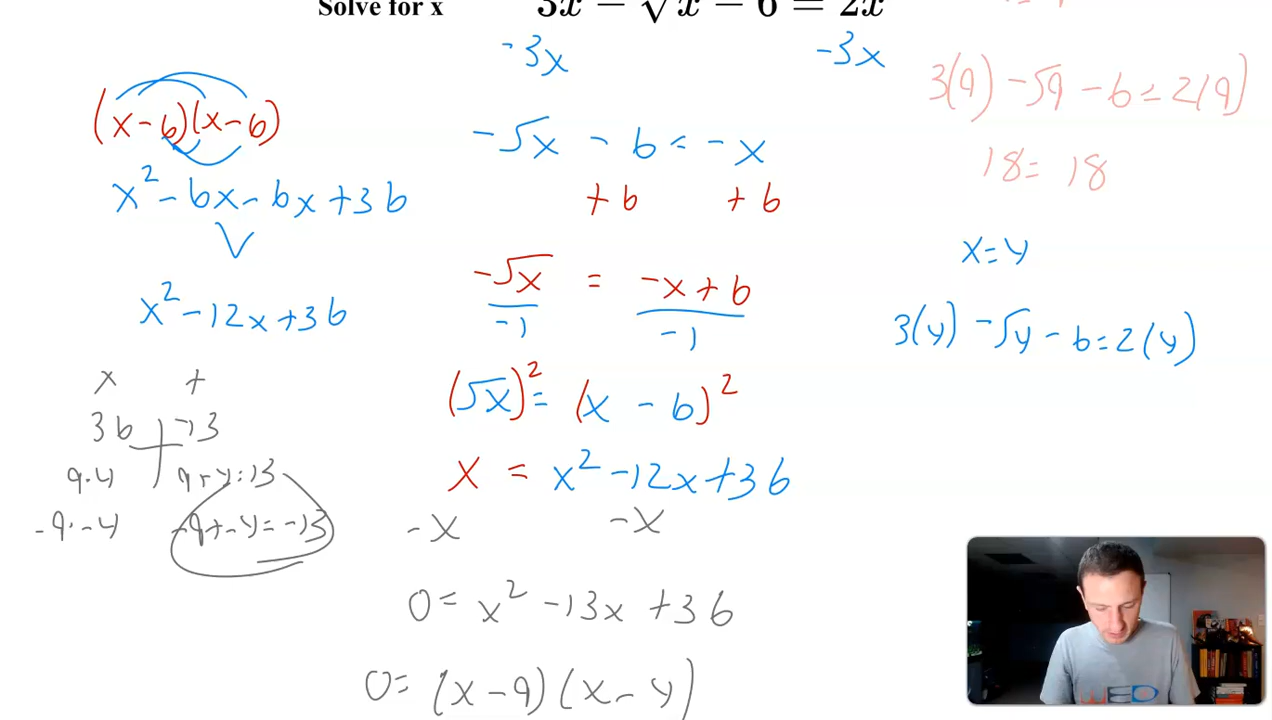 Solve for x 3x − √x − 6 = 2x
-3x -3x
(x-6)(x-6)
x² - 6x - 6x + 36
x² - 12x + 36
x +
36 -13
9·4 9+4=13
-9·-4 -9+-4=-13
-√x - 6 = -x
+6 +6
-√x = -x+6
-1 -1
(√x)² = (x - 6)²
x = x² - 12x + 36
-x -x
0 = x² - 13x + 36
0 = (x-9)(x-4)
3(9) - √9 - 6 = 2(9)
18 = 18
x=4
3(4) - √4 - 6 = 2(4)